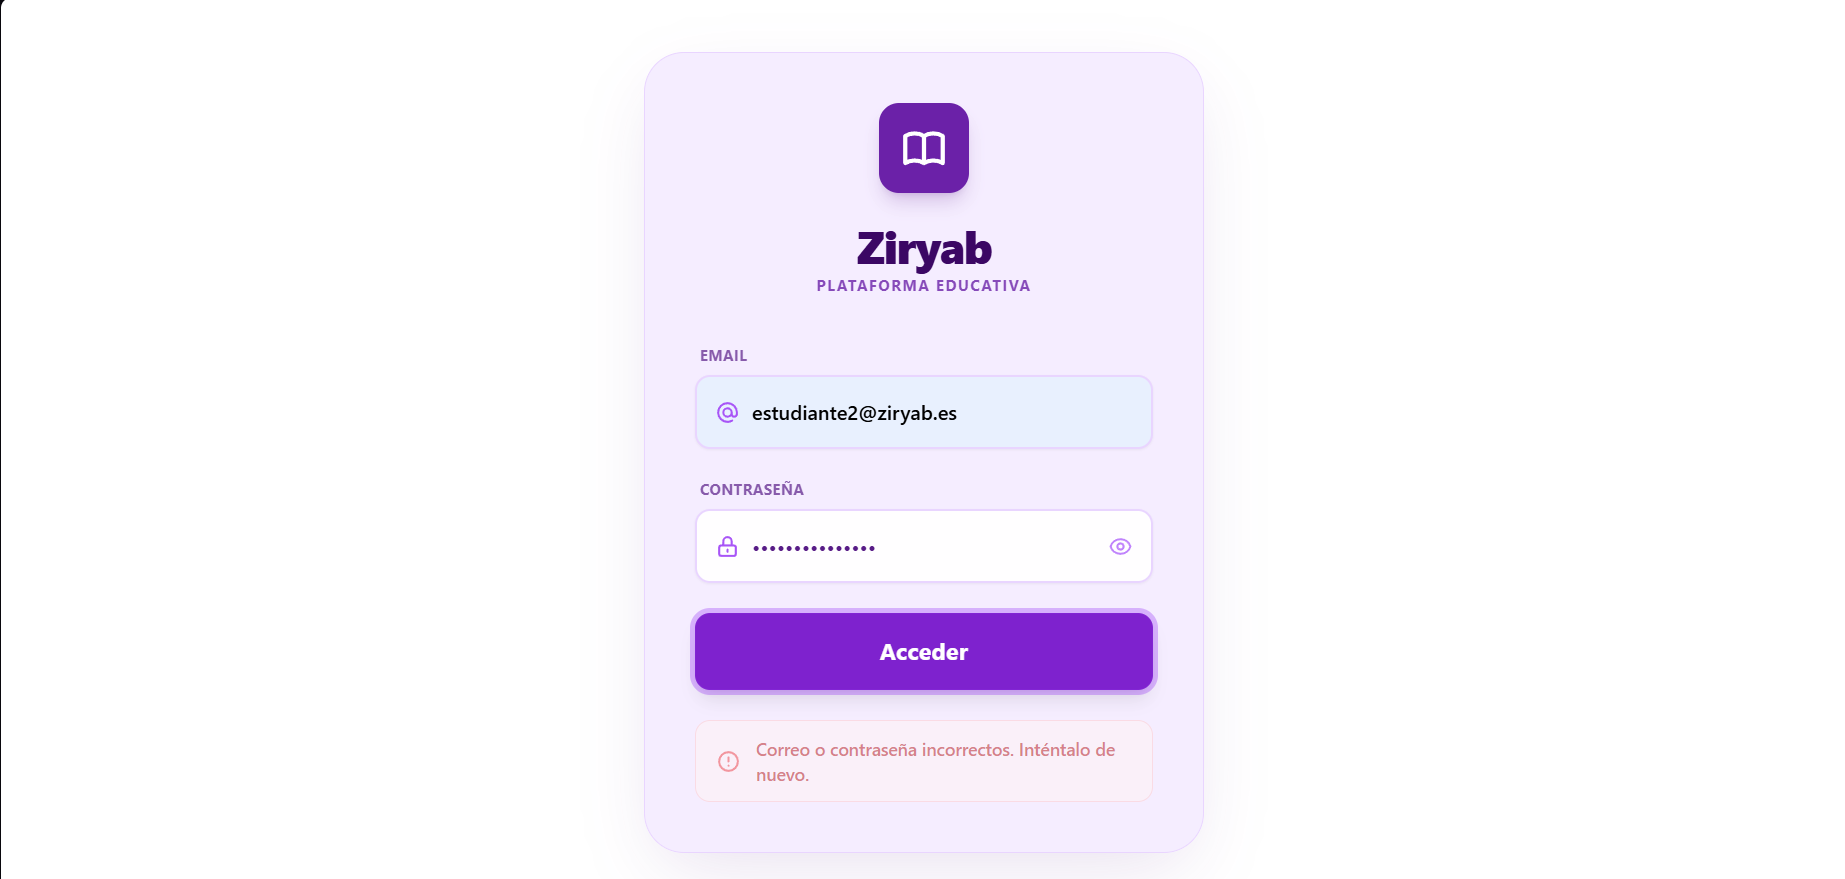 Ziryab
PLATAFORMA EDUCATIVA
EMAIL
estudiante2@ziryab.es
CONTRASEÑA
•••••••••••••••
Acceder
Correo o contraseña incorrectos. Inténtalo de
nuevo.